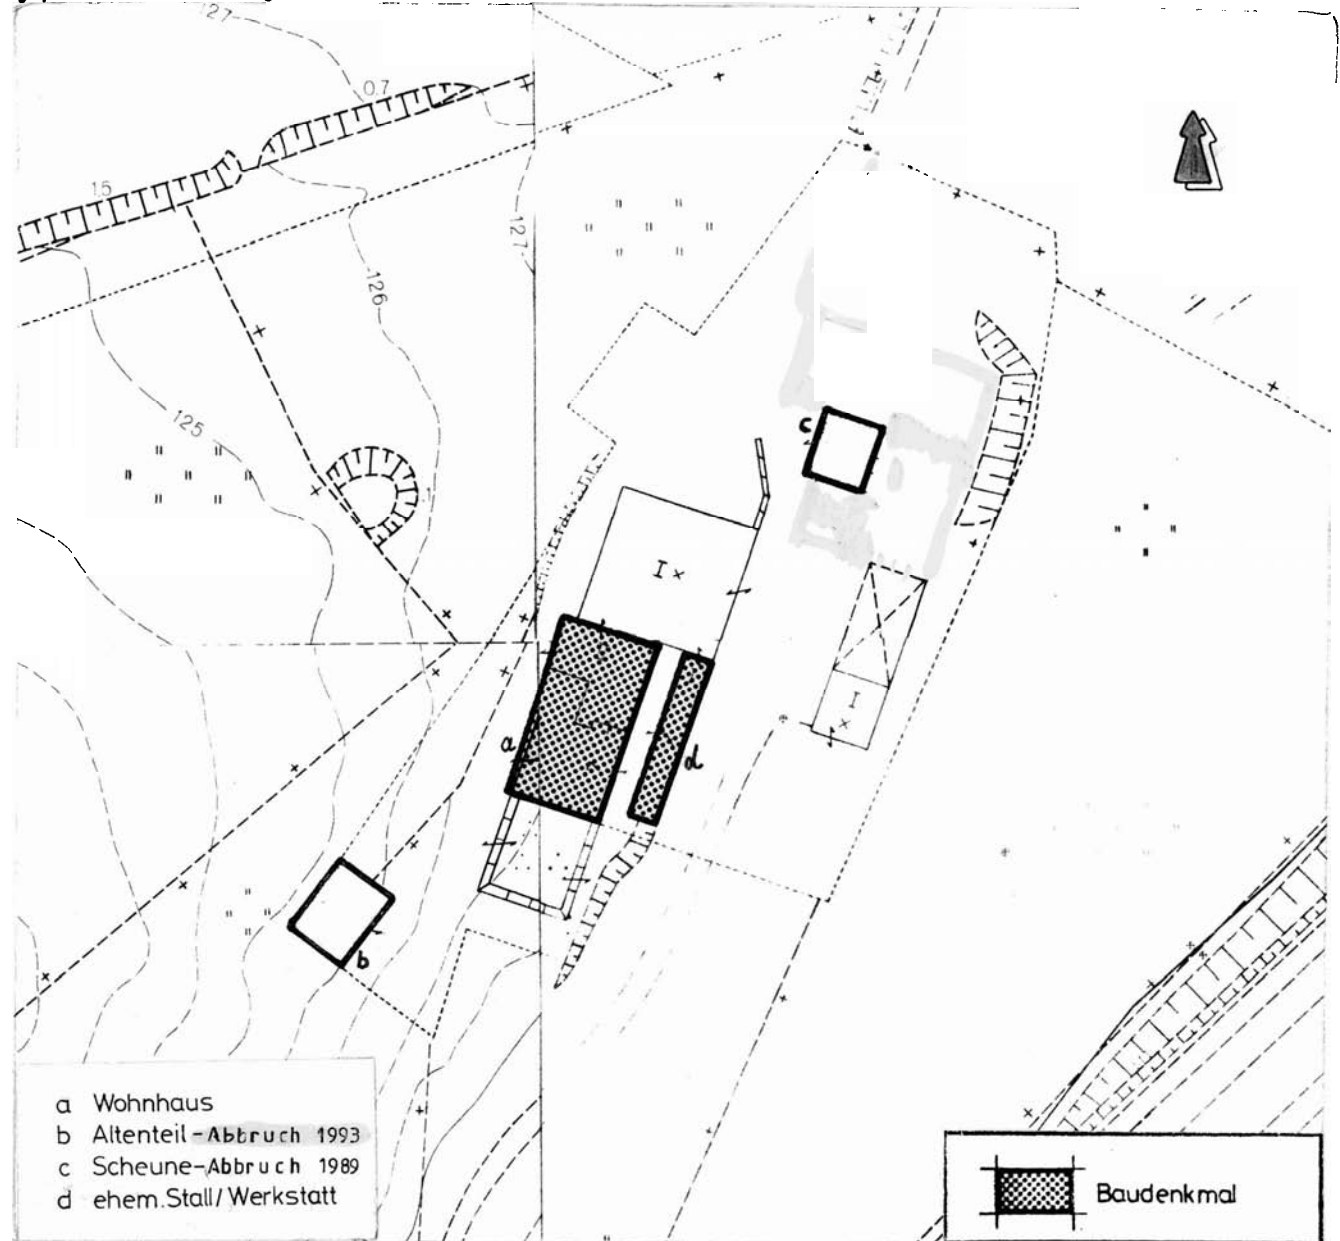 127
0.7
1.5
127
126
125
c
I
I
a
d
b
1
a Wohnhaus
b Altenteil-Abbruch 1993
c Scheune-Abbruch 1989
d ehem. Stall/Werkstatt
Baudenkmal